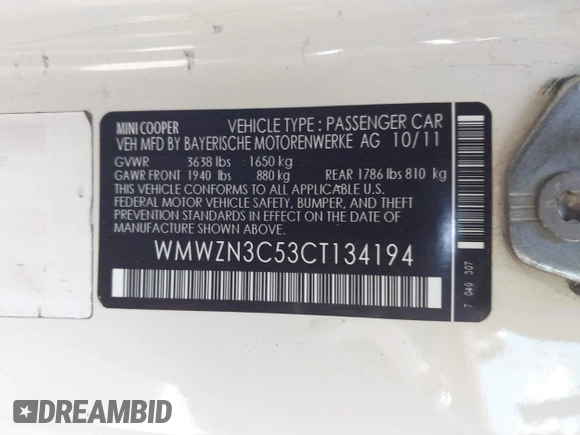 MINI COOPER VEHICLE TYPE : PASSENGER CAR
VEH MFD BY BAYERISCHE MOTORENWERKE AG 10/11
GVWR 3638 lbs 1650 kg
GAWR FRONT 1940 lbs 880 kg REAR 1786 lbs 810 kg
THIS VEHICLE CONFORMS TO ALL APPLICABLE U.S.
FEDERAL MOTOR VEHICLE SAFETY, BUMPER, AND THEFT
PREVENTION STANDARDS IN EFFECT ON THE DATE OF
MANUFACTURE SHOWN ABOVE.
WMWZN3C53CT134194
7 049 307
DREAMBID